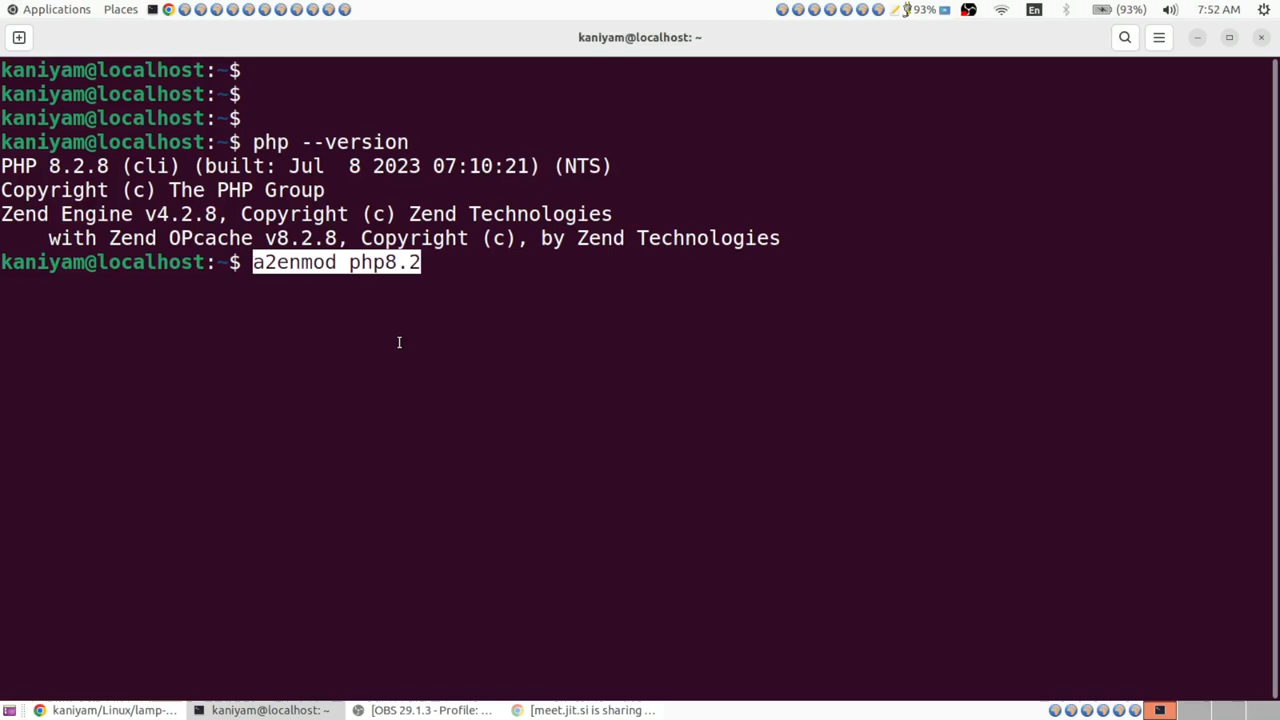 Applications Places 93% En (93%) 7:52 AM
kaniyam@localhost: ~
kaniyam@localhost:~$
kaniyam@localhost:~$
kaniyam@localhost:~$
kaniyam@localhost:~$ php --version
PHP 8.2.8 (cli) (built: Jul  8 2023 07:10:21) (NTS)
Copyright (c) The PHP Group
Zend Engine v4.2.8, Copyright (c) Zend Technologies
    with Zend OPcache v8.2.8, Copyright (c), by Zend Technologies
kaniyam@localhost:~$ a2enmod php8.2
kaniyam/Linux/lamp-... kaniyam@localhost: ~ [OBS 29.1.3 - Profile: ... [meet.jit.si is sharing ...